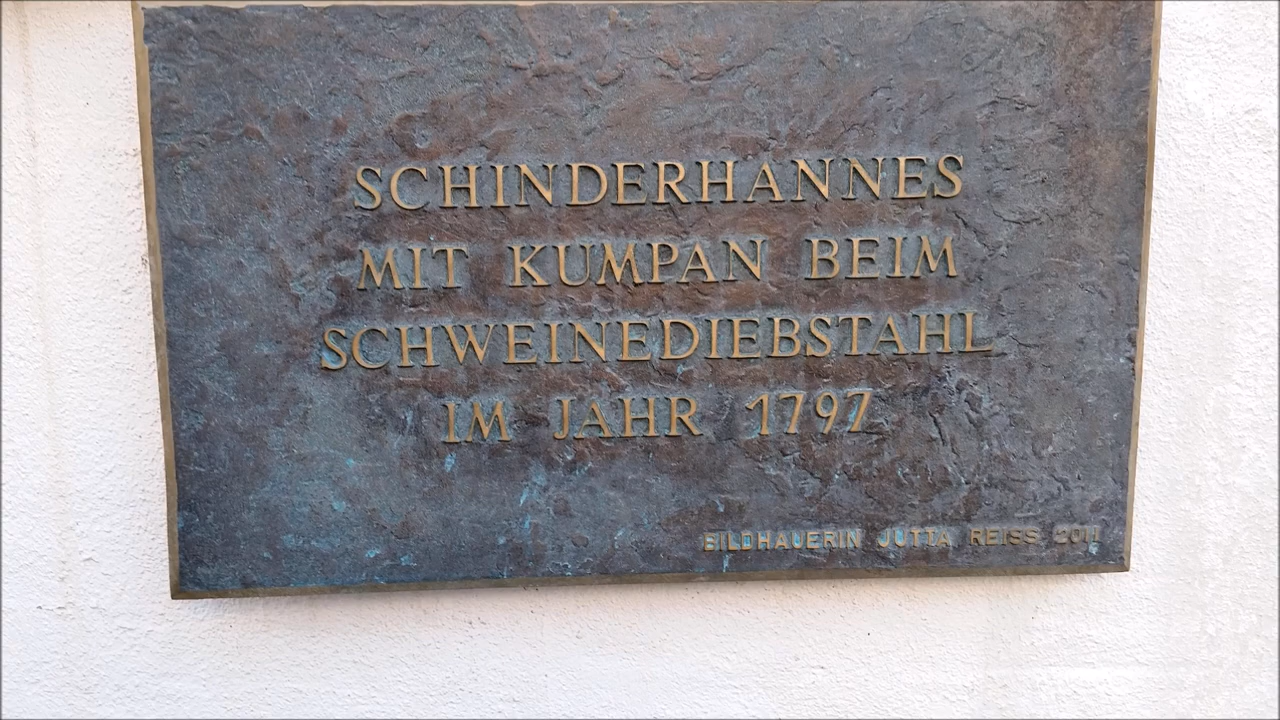 SCHINDERHANNES
MIT KUMPAN BEIM
SCHWEINEDIEBSTAHL
IM JAHR 1797
BILDHAUERIN JUTTA REISS 2011